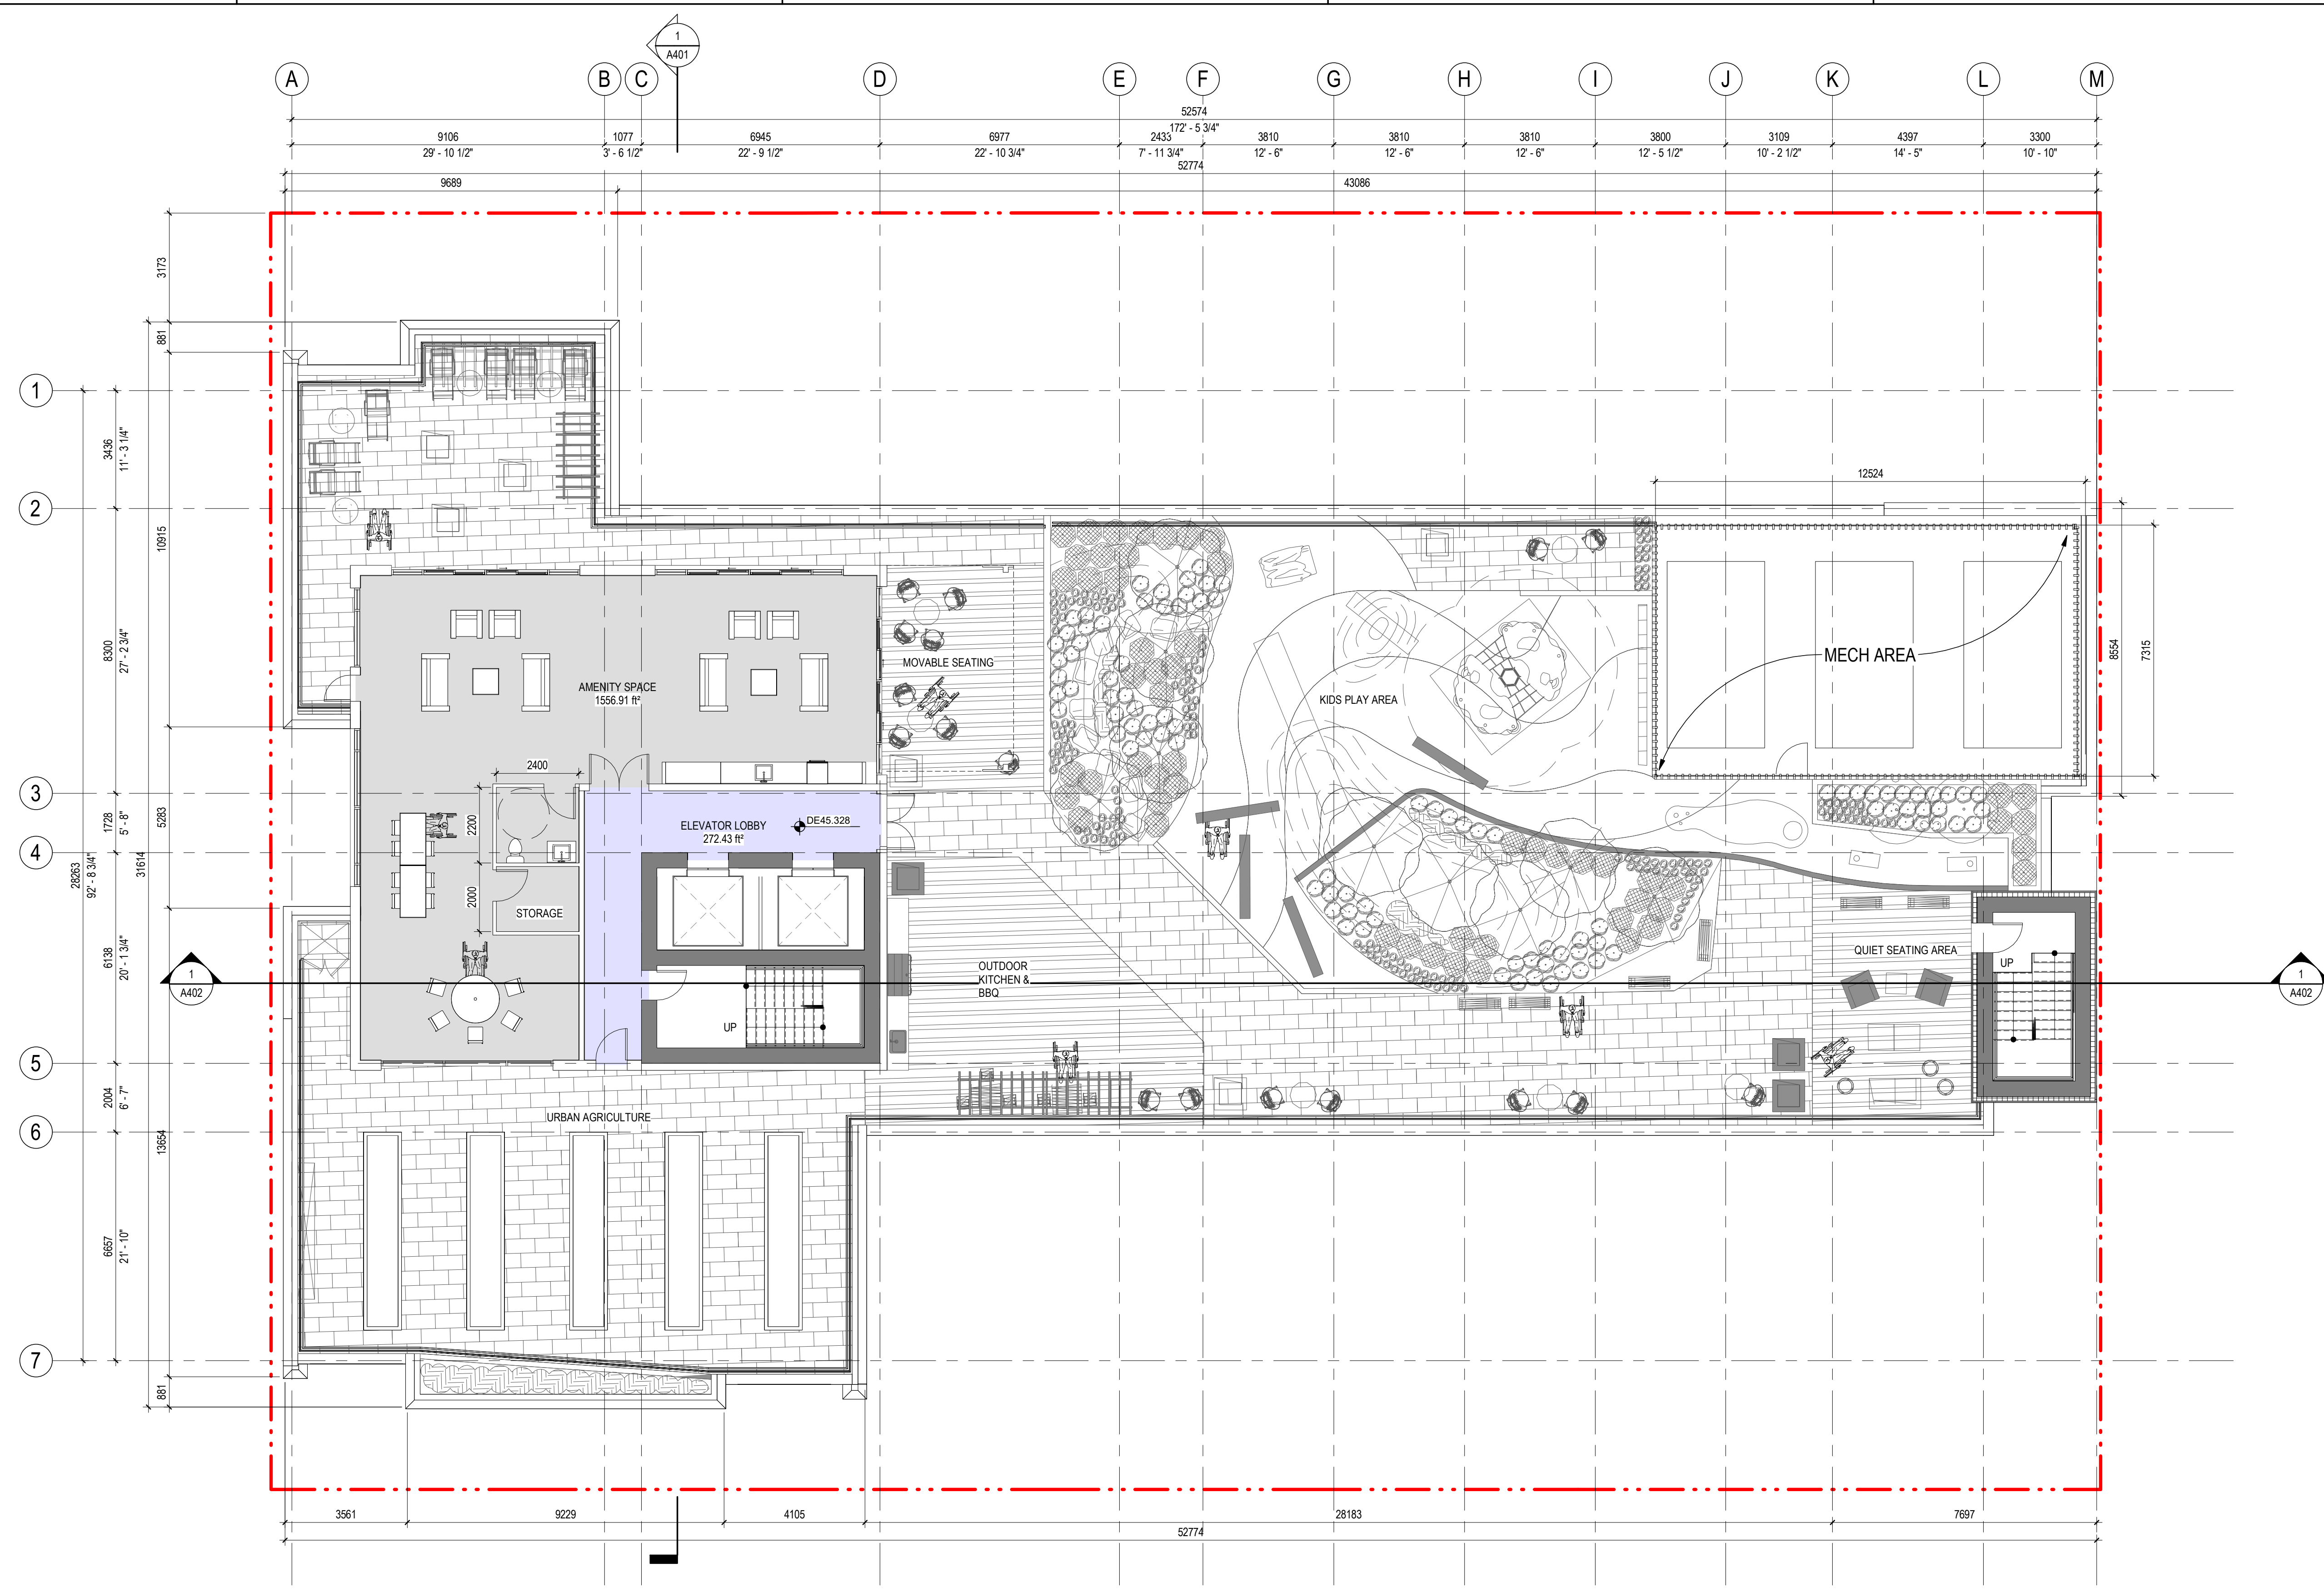 1
A401
A B C D E F G H I J K L M
52574
172' - 5 3/4"
9106 1077 6945 6977 2433 3810 3810 3810 3800 3109 4397 3300
29' - 10 1/2" 3' - 6 1/2" 22' - 9 1/2" 22' - 10 3/4" 7' - 11 3/4" 12' - 6" 12' - 6" 12' - 6" 12' - 5 1/2" 10' - 2 1/2" 14' - 5" 10' - 10"
52774
9689 43086
3173
881
1
3436
11' - 3 1/4"
12524
2
10915
8300
27' - 2 3/4"
8554
7315
MECH AREA
MOVABLE SEATING
AMENITY SPACE
1556.91 ft²
KIDS PLAY AREA
2400
3
1728
5' - 8"
5283
2200
ELEVATOR LOBBY
272.43 ft²
DE45.328
4
28263
92' - 8 3/4"
31614
2000
STORAGE
6138
20' - 1 3/4"
QUIET SEATING AREA
UP
OUTDOOR
KITCHEN &
BBQ
1
A402
1
A402
UP
5
2004
6' - 7"
URBAN AGRICULTURE
6
13654
6657
21' - 10"
7
881
3561 9229 4105 28183 7697
52774